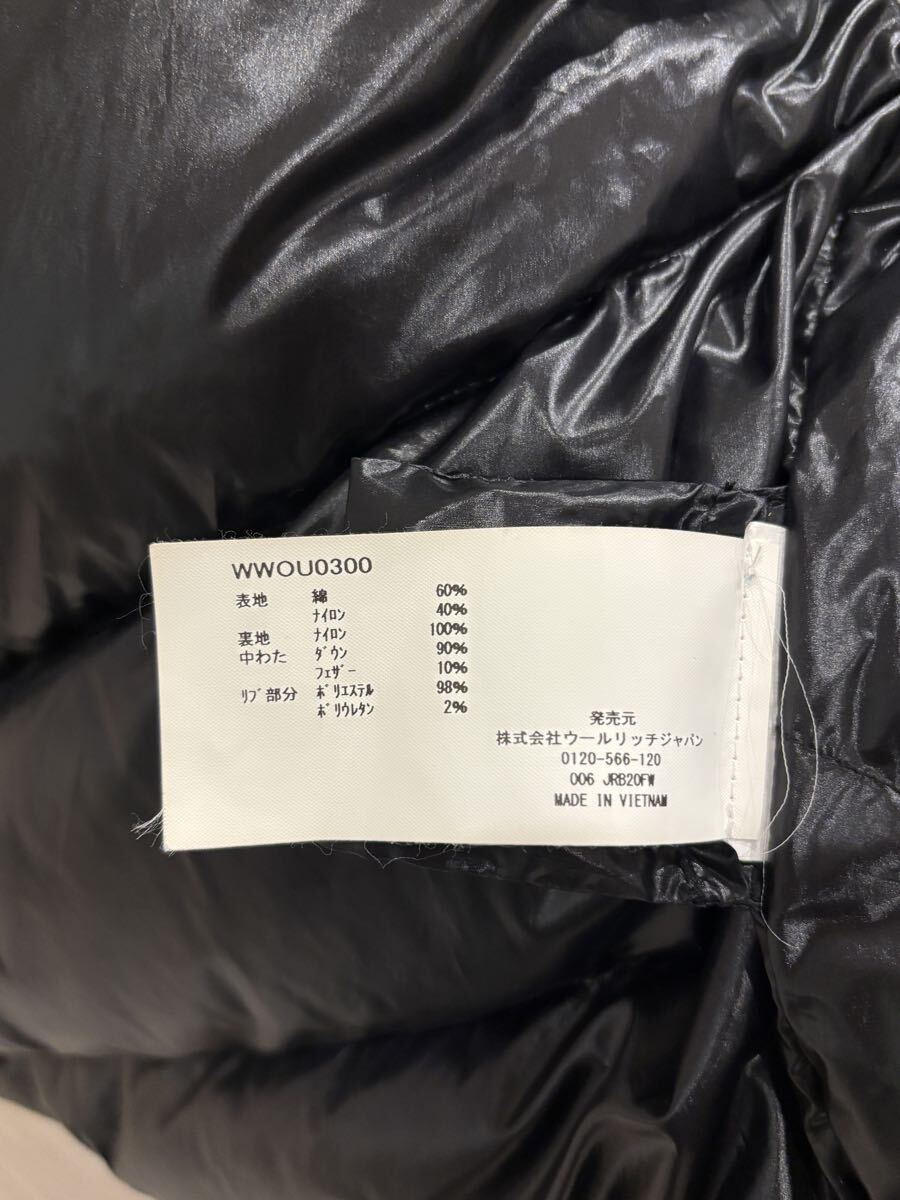 WWOU0300
表地 綿 60%
ﾅｲﾛﾝ 40%
裏地 ﾅｲﾛﾝ 100%
中わた ﾀﾞｳﾝ 90%
ﾌｪｻﾞｰ 10%
ﾘﾌﾞ部分 ﾎﾟﾘｴｽﾃﾙ 98%
ﾎﾟﾘｳﾚﾀﾝ 2%
発売元
株式会社ウールリッチジャパン
0120-566-120
006 JRB20FW
MADE IN VIETNAM